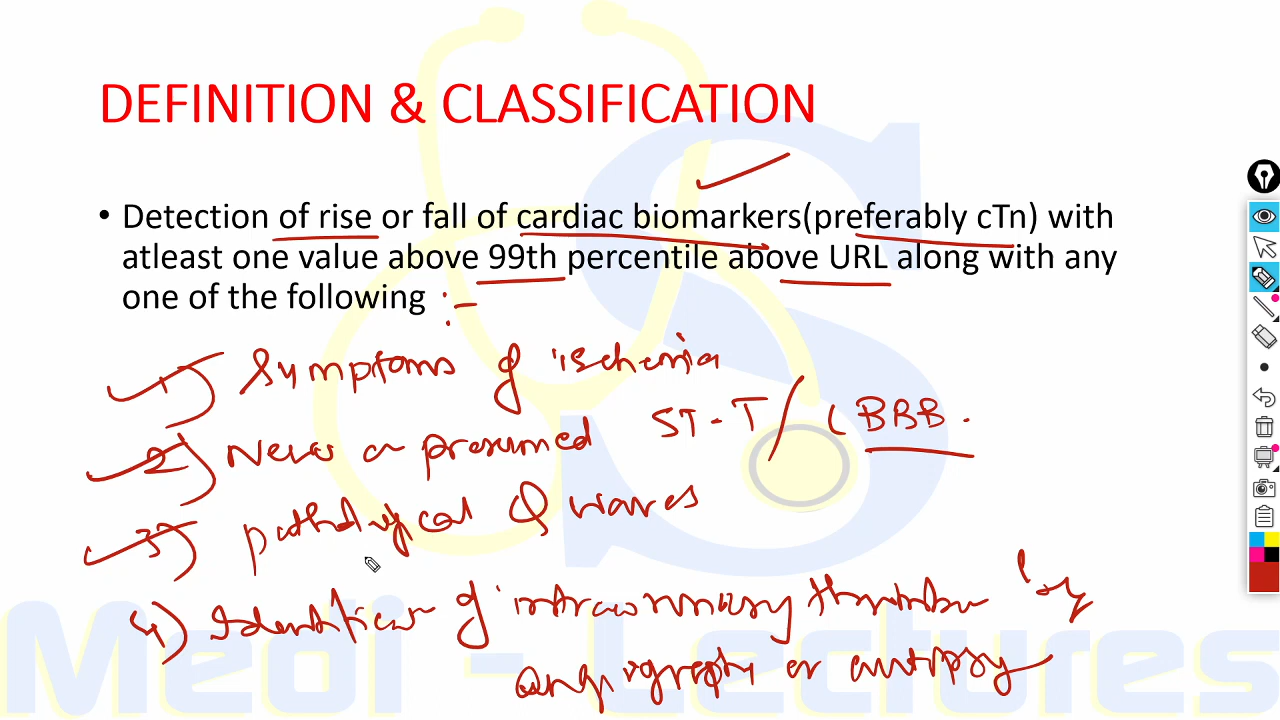 DEFINITION & CLASSIFICATION
• Detection of rise or fall of cardiac biomarkers(preferably cTn) with
atleast one value above 99th percentile above URL along with any
one of the following :-
1) Symptoms of ischemia
2) New or presumed ST-T / LBBB.
3) pathological Q waves
4) of intracoronary thrombus by
angiography or autopsy
Medi - Lectures